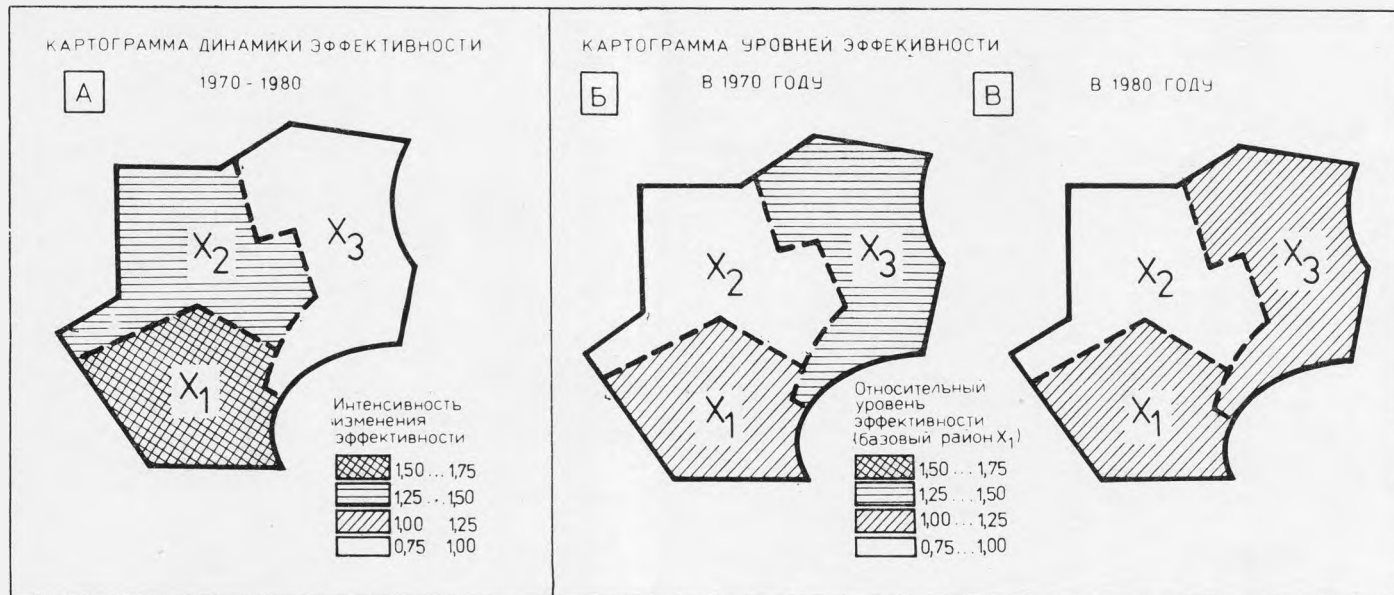 КАРТОГРАММА ДИНАМИКИ ЭФФЕКТИВНОСТИ
А
1970 - 1980
X2
X3
X1
Интенсивность
изменения
эффективности
1,50...1,75
1,25...1,50
1,00 1,25
0,75 1,00
КАРТОГРАММА УРОВНЕЙ ЭФФЕКИВНОСТИ
Б
В 1970 ГОДУ
X2
X3
X1
Относительный
уровень
эффективности
(базовый район X1)
1,50...1,75
1,25...1,50
1,00...1,25
0,75...1,00
В
В 1980 ГОДУ
X2
X3
X1